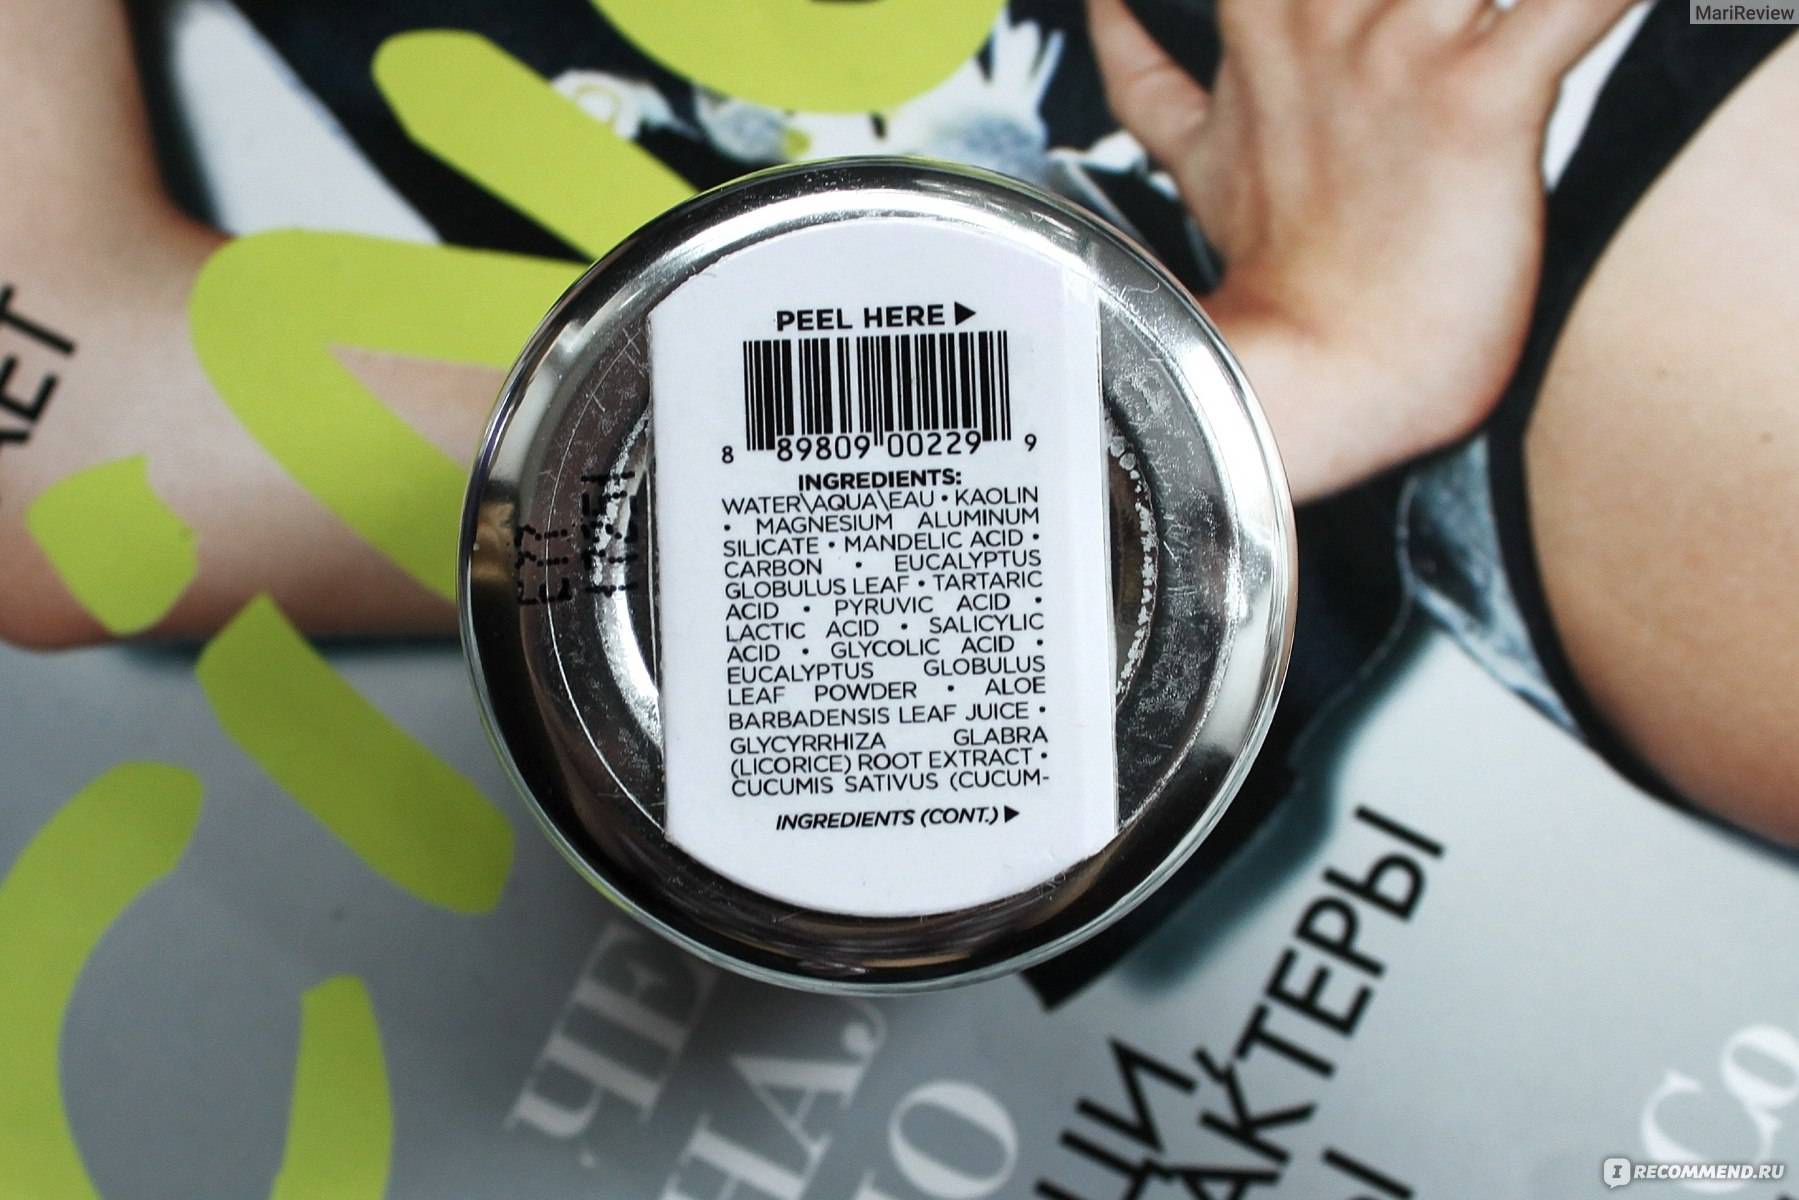 MariReview
PEEL HERE ▶
8 89809 00229 9
INGREDIENTS:
WATER\AQUA\EAU • KAOLIN
• MAGNESIUM ALUMINUM
SILICATE • MANDELIC ACID •
CARBON • EUCALYPTUS
GLOBULUS LEAF • TARTARIC
ACID • PYRUVIC ACID •
LACTIC ACID • SALICYLIC
ACID • GLYCOLIC ACID •
EUCALYPTUS GLOBULUS
LEAF POWDER • ALOE
BARBADENSIS LEAF JUICE •
GLYCYRRHIZA GLABRA
(LICORICE) ROOT EXTRACT •
CUCUMIS SATIVUS (CUCUM-
INGREDIENTS (CONT.) ▶
АКТЕРЫ
Co
IRECOMMEND.RU